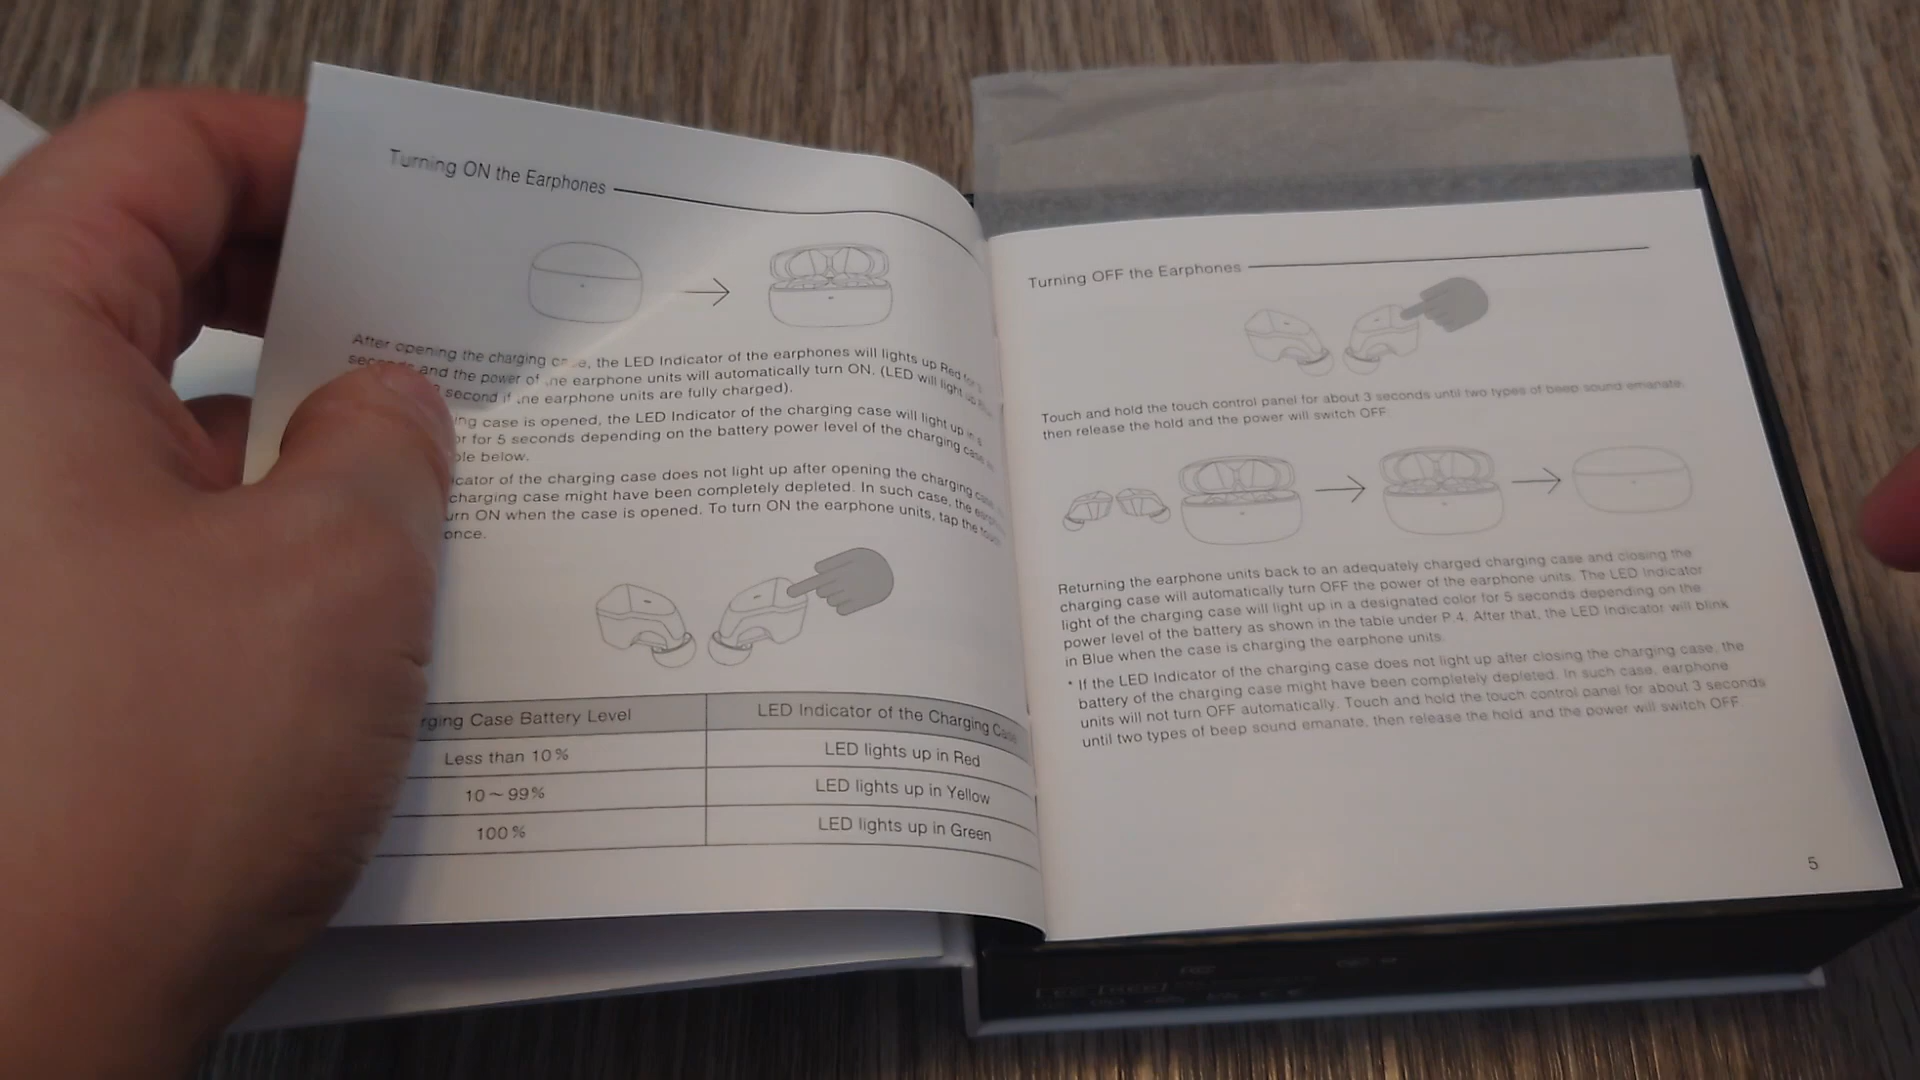 Turning ON the Earphones
After opening the charging the LED Indicator of the earphones will lights up Red for
and the power of earphone units will automatically turn ON. (LED will light up
second if earphone units are fully charged).
case is opened, the LED Indicator of the charging case will light up in
for 5 seconds depending on the battery power level of the charging case
below.
of the charging case does not light up after opening the charging
charging case might have been completely depleted. In such case, the
ON when the case is opened. To turn ON the earphone units, tap the
once.
Case Battery Level LED Indicator of the Charging Case
Less than 10% LED lights up in Red
10~99% LED lights up in Yellow
100% LED lights up in Green
Turning OFF the Earphones
Touch and hold the touch control panel for about 3 seconds until two types of beep sound emanate,
then release the hold and the power will switch OFF.
Returning the earphone units back to an adequately charged charging case and closing the
charging case will automatically turn OFF the power of the earphone units. The LED Indicator
light of the charging case will light up in a designated color for 5 seconds depending on the
power level of the battery as shown in the table under P.4. After that, the LED Indicator will blink
in Blue when the case is charging the earphone units.
* If the LED Indicator of the charging case does not light up after closing the charging case, the
battery of the charging case might have been completely depleted. In such case, earphone
units will not turn OFF automatically. Touch and hold the touch control panel for about 3 seconds
until two types of beep sound emanate, then release the hold and the power will switch OFF.
5